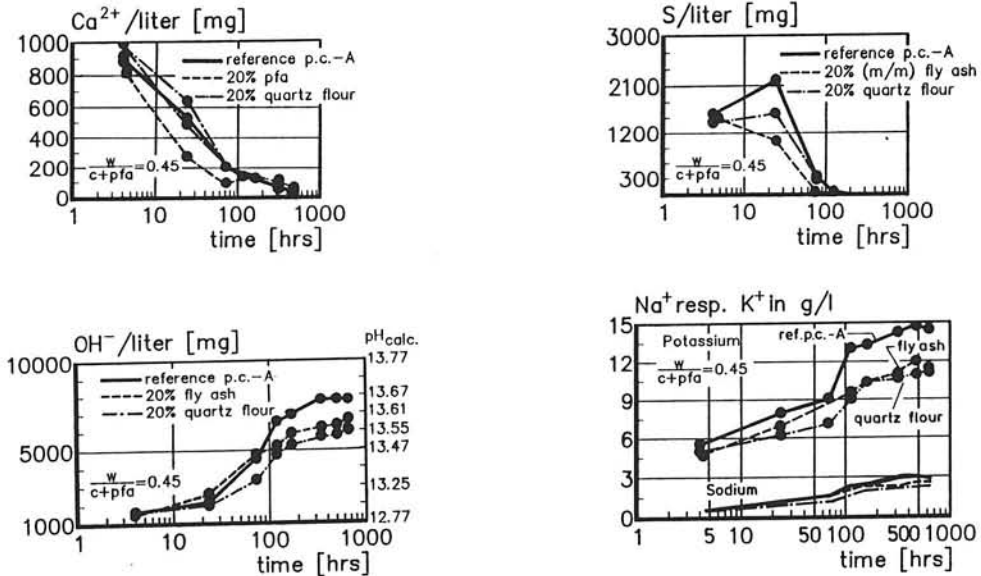 Ca²⁺/liter [mg]
1000
800
600
400
200
0
reference p.c.-A
20% pfa
20% quartz flour
w/c+pfa = 0.45
1 10 100 1000
time [hrs]
S/liter [mg]
3000
2100
1200
300
reference p.c.-A
20% (m/m) fly ash
20% quartz flour
w/c+pfa = 0.45
1 10 100 1000
time [hrs]
OH⁻/liter [mg]
10000
5000
1000
reference p.c.-A
20% fly ash
20% quartz flour
w/c+pfa = 0.45
pHcalc.
13.77
13.67
13.61
13.55
13.47
13.25
12.77
1 10 100 1000
time [hrs]
Na⁺ resp. K⁺ in g/l
15
12
9
6
3
0
Potassium
w/c+pfa = 0.45
ref.p.c.-A
fly ash
quartz flour
Sodium
1 5 10 50 100 500 1000
time [hrs]